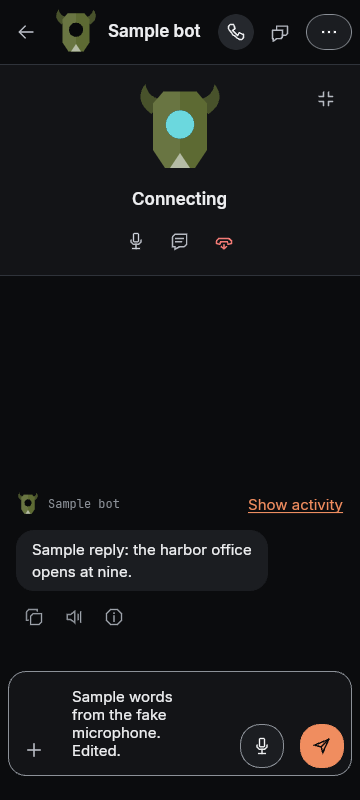 Sample bot
Connecting
Sample bot
Show activity
Sample reply: the harbor office
opens at nine.
Sample words
from the fake
microphone.
Edited.